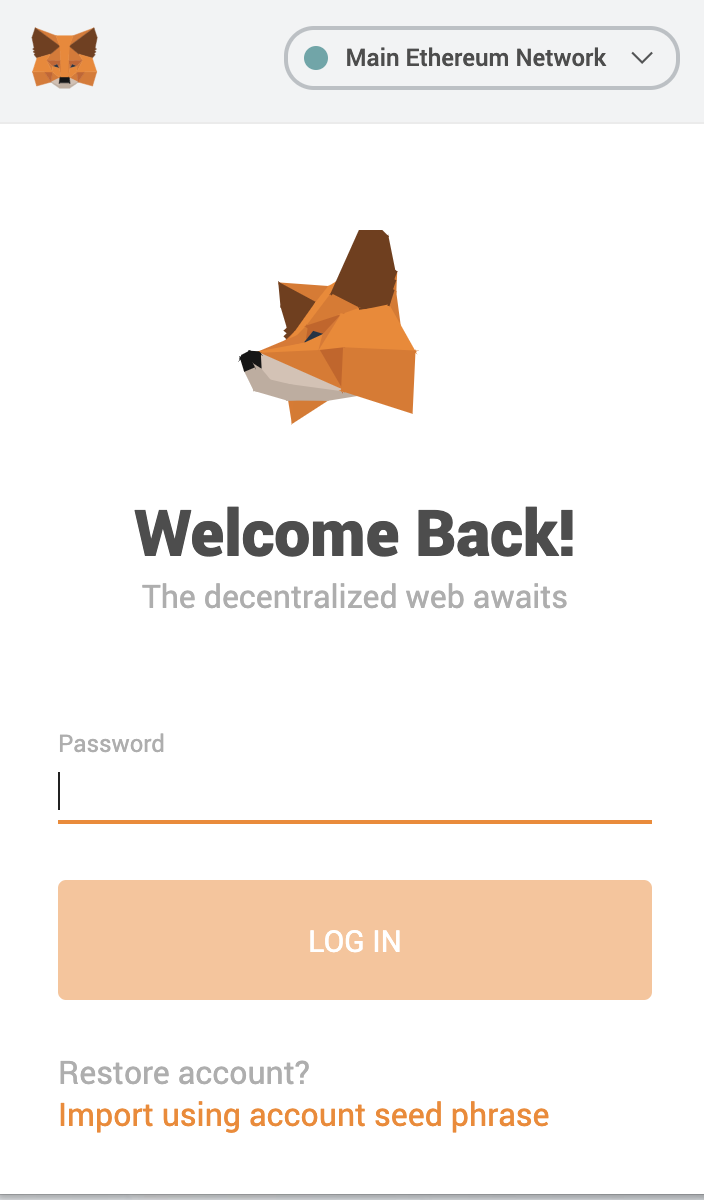 Main Ethereum Network
Welcome Back!
The decentralized web awaits
Password
LOG IN
Restore account?
Import using account seed phrase